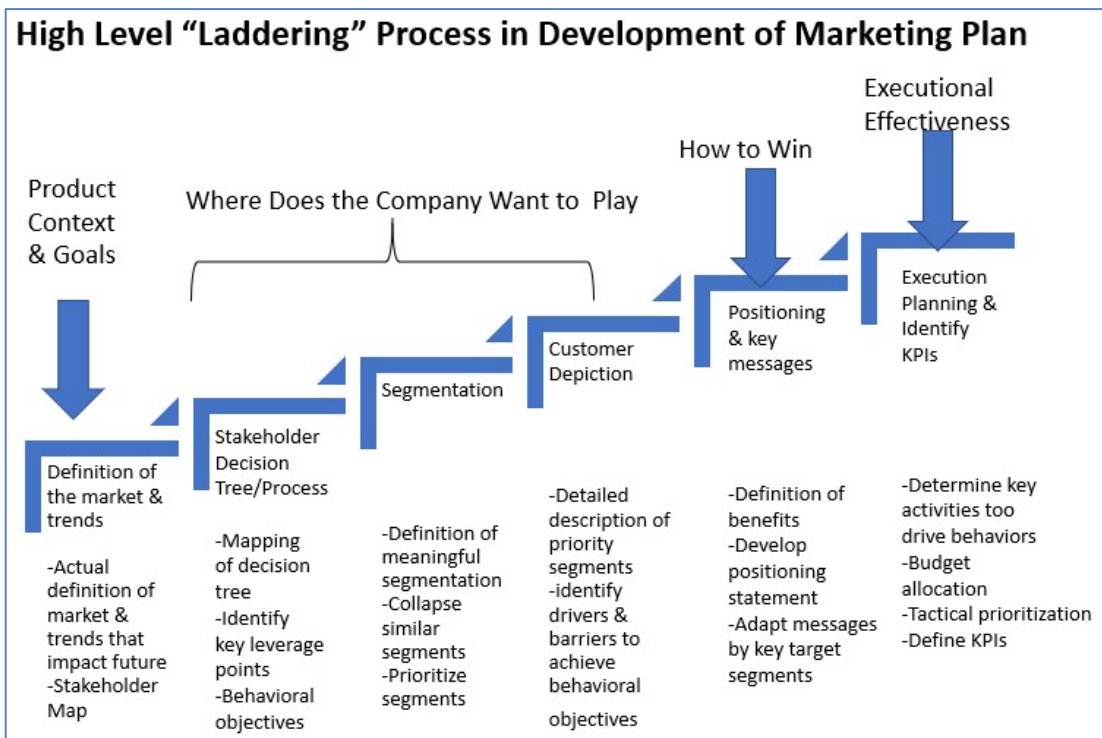 High Level “Laddering” Process in Development of Marketing Plan
Product
Context
& Goals
Where Does the Company Want to Play
How to Win
Executional
Effectiveness
Definition of
the market &
trends
-Actual
definition of
market &
trends that
impact future
-Stakeholder
Map
Stakeholder
Decision
Tree/Process
-Mapping
of decision
tree
-Identify
key leverage
points
-Behavioral
objectives
Segmentation
-Definition of
meaningful
segmentation
-Collapse
similar
segments
-Prioritize
segments
Customer
Depiction
-Detailed
description of
priority
segments
-identify
drivers &
barriers to
achieve
behavioral
objectives
Positioning
& key
messages
-Definition of
benefits
-Develop
positioning
statement
-Adapt messages
by key target
segments
Execution
Planning &
Identify
KPIs
-Determine key
activities too
drive behaviors
-Budget
allocation
-Tactical prioritization
-Define KPIs